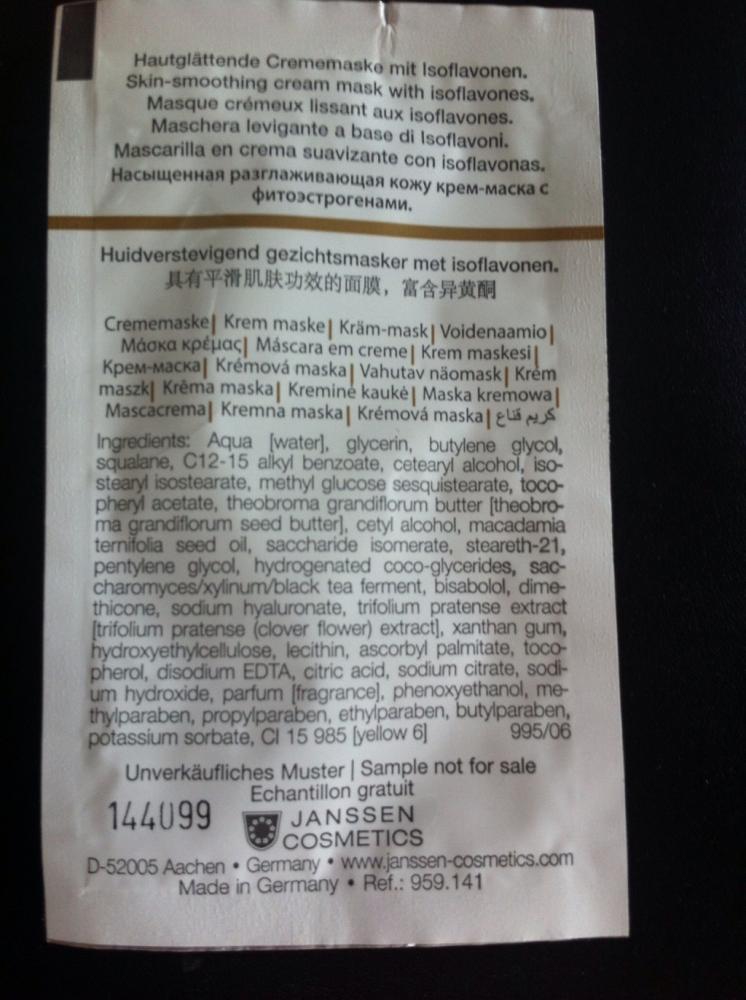 Hautglättende Crememaske mit Isoflavonen.
Skin-smoothing cream mask with isoflavones.
Masque crémeux lissant aux isoflavones.
Maschera levigante a base di Isoflavoni.
Mascarilla en crema suavizante con isoflavonas.
Насыщенная разглаживающая кожу крем-маска с
фитоэстрогенами.
Huidverstevigend gezichtsmasker met isoflavonen.
具有平滑肌肤功效的面膜，富含异黄酮
Crememaske| Krem maske| Kräm-mask| Voidenaamio|
Μάσκα κρέμας| Máscara em creme| Krem maskesi|
Крем-маска| Krémová maska| Vahutav näomask| Krém
maszk| Krēma maska| Kreminė kaukė| Maska kremowa|
Mascacrema| Kremna maska| Krémová maska| كريم قناع
Ingredients: Aqua [water], glycerin, butylene glycol,
squalane, C12-15 alkyl benzoate, cetearyl alcohol, iso-
stearyl isostearate, methyl glucose sesquistearate, toco-
pheryl acetate, theobroma grandiflorum butter [theobro-
ma grandiflorum seed butter], cetyl alcohol, macadamia
ternifolia seed oil, saccharide isomerate, steareth-21,
pentylene glycol, hydrogenated coco-glycerides, sac-
charomyces/xylinum/black tea ferment, bisabolol, dime-
thicone, sodium hyaluronate, trifolium pratense extract
[trifolium pratense (clover flower) extract], xanthan gum,
hydroxyethylcellulose, lecithin, ascorbyl palmitate, toco-
pherol, disodium EDTA, citric acid, sodium citrate, sodi-
um hydroxide, parfum [fragrance], phenoxyethanol, me-
thylparaben, propylparaben, ethylparaben, butylparaben,
potassium sorbate, CI 15 985 [yellow 6] 995/06
Unverkäufliches Muster | Sample not for sale
Echantillon gratuit
144099
JANSSEN
COSMETICS
D-52005 Aachen • Germany • www.janssen-cosmetics.com
Made in Germany • Ref.: 959.141